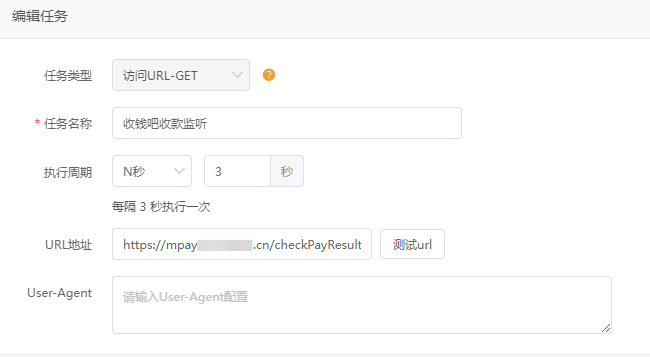 编辑任务
任务类型 访问URL-GET ?
* 任务名称 收钱吧收款监听
执行周期 N秒 3 秒
每隔 3 秒执行一次
URL地址 https://mpay .cn/checkPayResult 测试url
User-Agent 请输入User-Agent配置